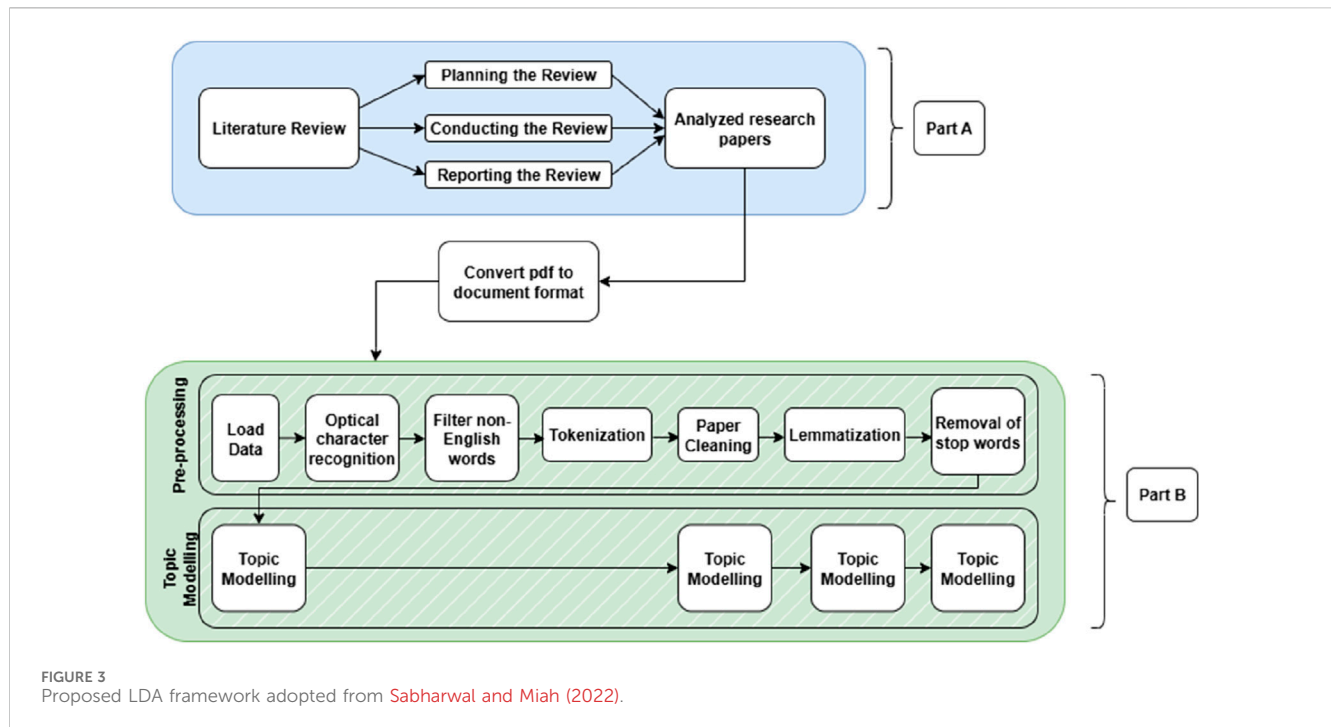 Planning the Review
Literature Review
Conducting the Review
Reporting the Review
Analyzed research
papers
Part A
Convert pdf to
document format
Pre-processing
Load
Data
Optical
character
recognition
Filter non-
English
words
Tokenization
Paper
Cleaning
Lemmatization
Removal of
stop words
Part B
Topic
Modelling
Topic
Modelling
Topic
Modelling
Topic
Modelling
Topic
Modelling
FIGURE 3
Proposed LDA framework adopted from Sabharwal and Miah (2022).